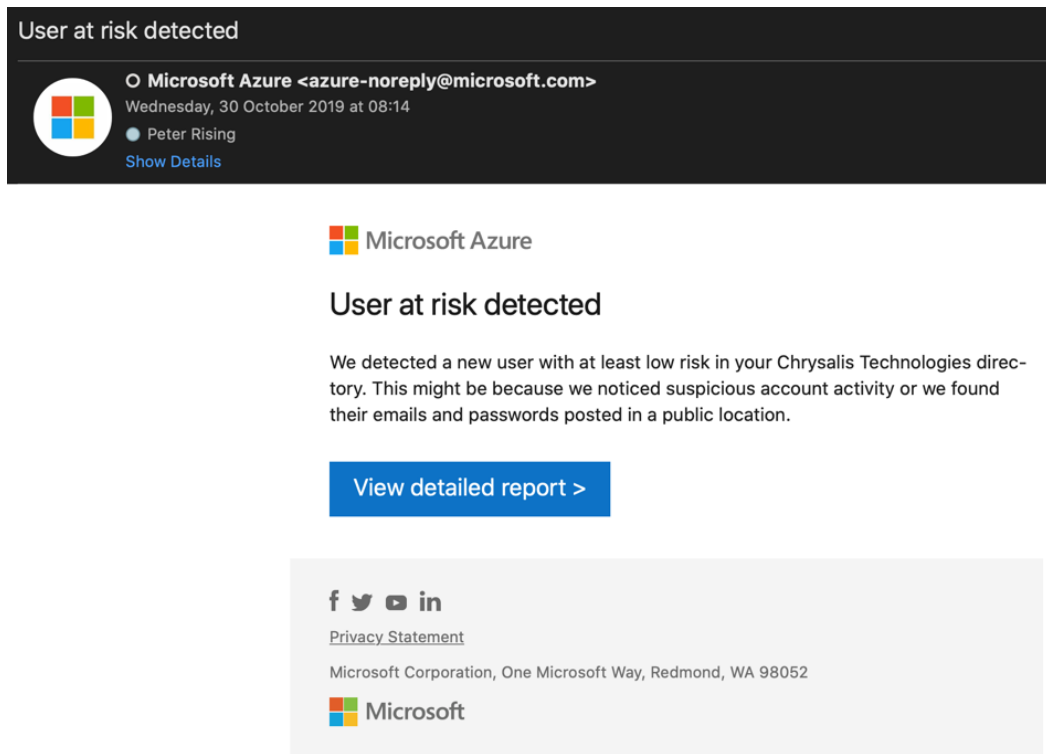 User at risk detected
Microsoft Azure <azure-noreply@microsoft.com>
Wednesday, 30 October 2019 at 08:14
Peter Rising
Show Details
Microsoft Azure
User at risk detected
We detected a new user with at least low risk in your Chrysalis Technologies direc-
tory. This might be because we noticed suspicious account activity or we found
their emails and passwords posted in a public location.
View detailed report >
Privacy Statement
Microsoft Corporation, One Microsoft Way, Redmond, WA 98052
Microsoft